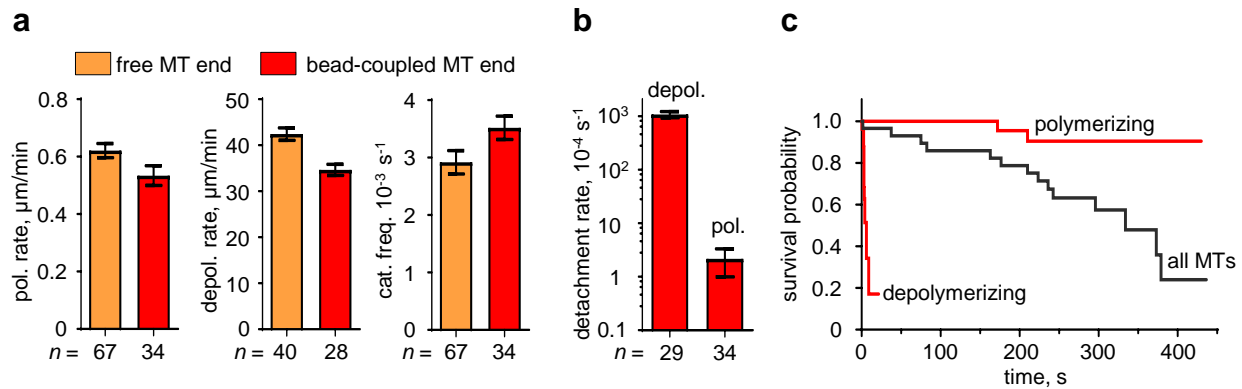 a
free MT end
bead-coupled MT end
pol. rate, µm/min
0.8
0.6
0.4
0.2
0
n = 67 34
depol. rate, µm/min
50
40
30
20
10
0
n = 40 28
cat. freq. 10⁻³ s⁻¹
4
3
2
1
0
n = 67 34
b
detachment rate, 10⁻⁴ s⁻¹
10³
10²
10
1
0.1
depol.
pol.
n = 29 34
c
survival probability
1.0
0.8
0.6
0.4
0.2
0
polymerizing
all MTs
depolymerizing
0 100 200 300 400
time, s